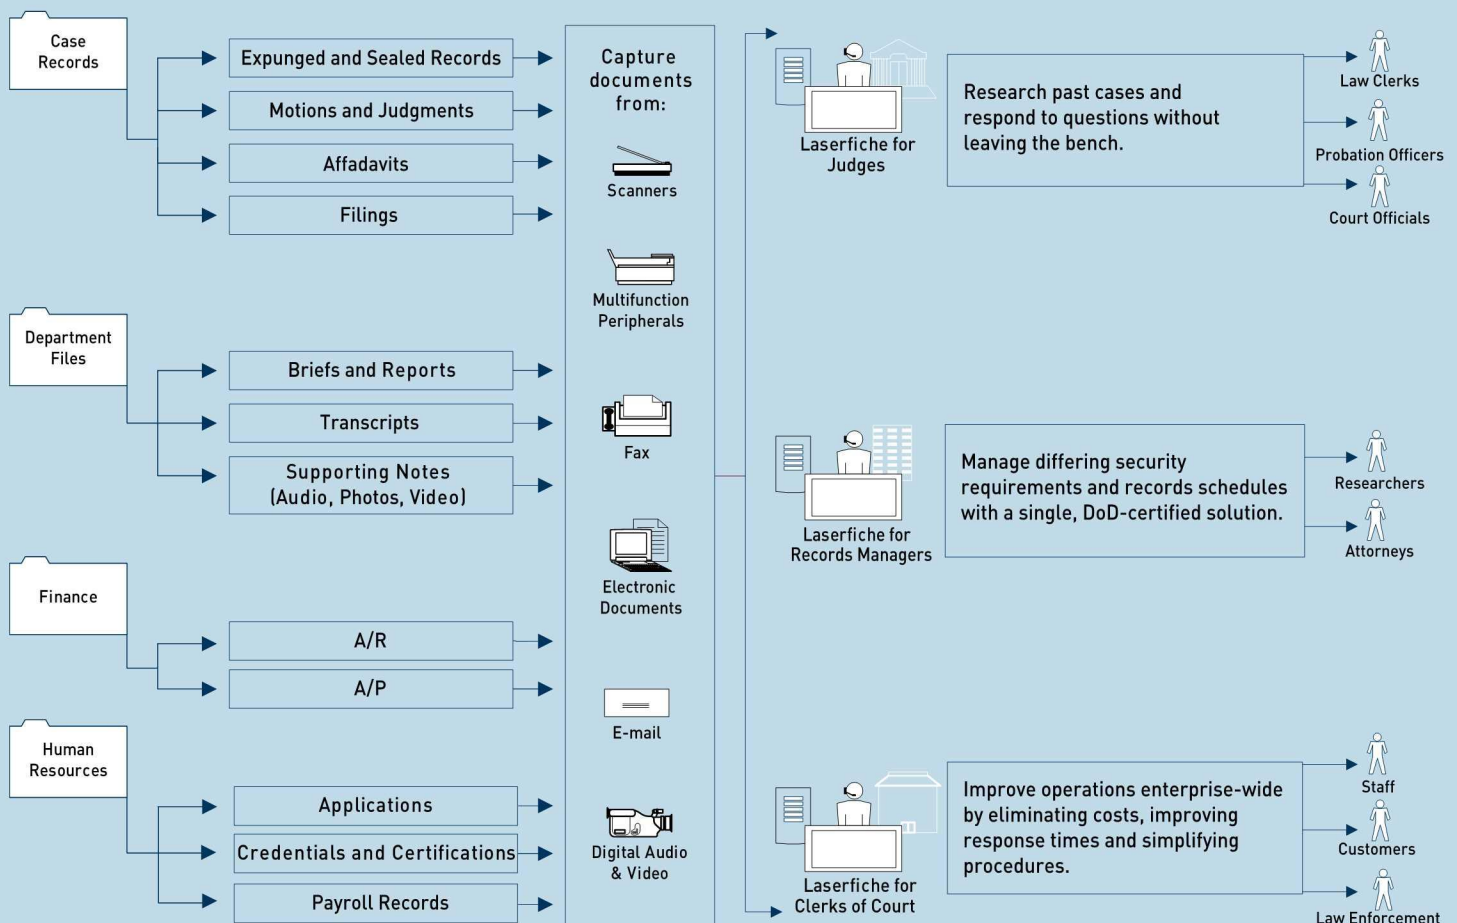 Case
Records
Expunged and Sealed Records
Motions and Judgments
Affadavits
Filings
Department
Files
Briefs and Reports
Transcripts
Supporting Notes
(Audio, Photos, Video)
Finance
A/R
A/P
Human
Resources
Applications
Credentials and Certifications
Payroll Records
Capture
documents
from:
Scanners
Multifunction
Peripherals
Fax
Electronic
Documents
E-mail
Digital Audio
& Video
Laserfiche for
Judges
Research past cases and
respond to questions without
leaving the bench.
Law Clerks
Probation Officers
Court Officials
Laserfiche for
Records Managers
Manage differing security
requirements and records schedules
with a single, DoD-certified solution.
Researchers
Attorneys
Laserfiche for
Clerks of Court
Improve operations enterprise-wide
by eliminating costs, improving
response times and simplifying
procedures.
Staff
Customers
Law Enforcement